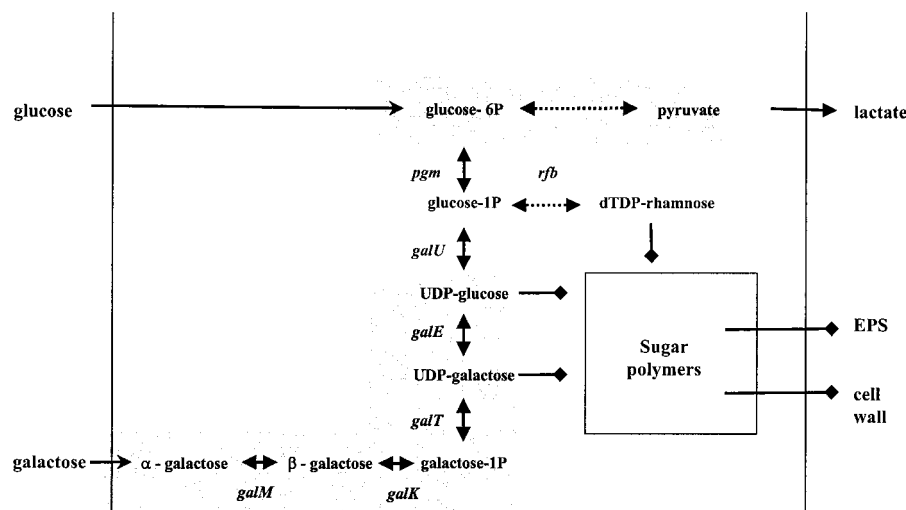 glucose
glucose- 6P
pyruvate
lactate
pgm
rfb
glucose-1P
dTDP-rhamnose
galU
UDP-glucose
galE
Sugar
polymers
EPS
UDP-galactose
galT
cell
wall
galactose
α - galactose
β - galactose
galactose-1P
galM
galK